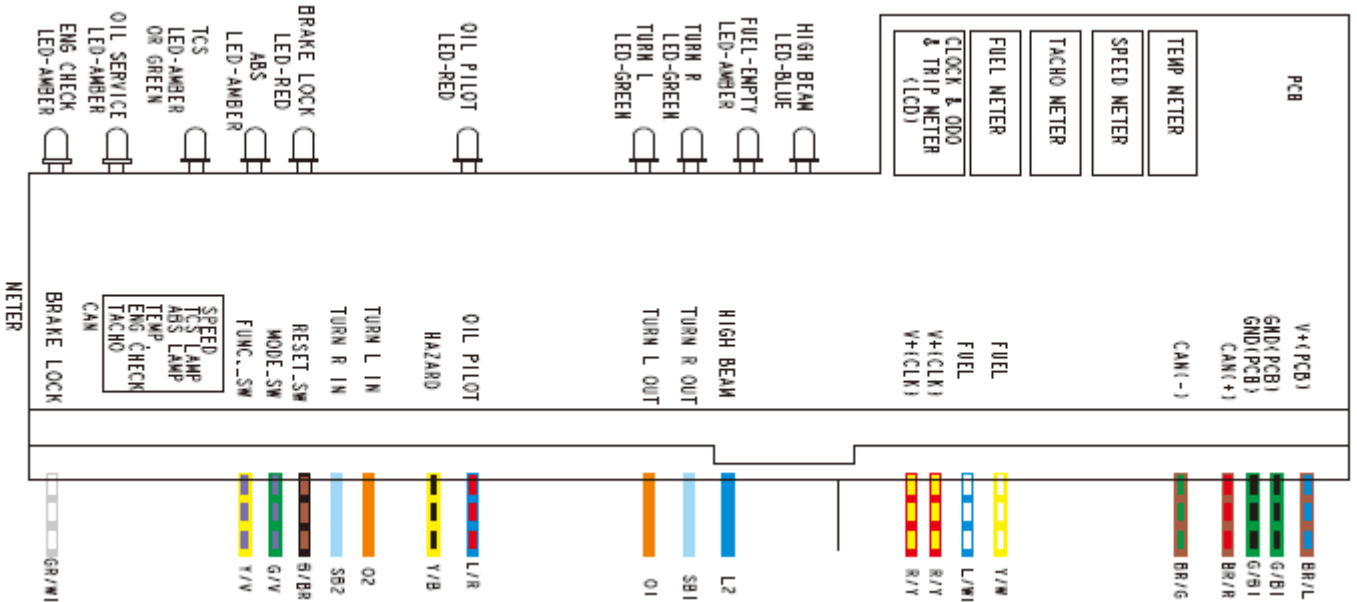 PCB
TEMP METER
SPEED METER
TACHO METER
FUEL METER
CLOCK & ODO
& TRIP METER
(LCD)
HIGH BEAM
LED-BLUE
FUEL-EMPTY
LED-AMBER
TURN R
LED-GREEN
TURN L
LED-GREEN
OIL PILOT
LED-RED
BRAKE LOCK
LED-RED
ABS
LED-AMBER
TCS
LED-AMBER
OR GREEN
OIL SERVICE
LED-AMBER
ENG CHECK
LED-AMBER
V+(PCB)
GND(PCB)
GND(PCB)
CAN(+)
CAN(-)
FUEL
FUEL
V+(CLK)
V+(CLK)
HIGH BEAM
TURN R OUT
TURN L OUT
OIL PILOT
HAZARD
TURN L IN
TURN R IN
RESET_SW
MODE_SW
FUNC._SW
SPEED
TCS LAMP
ABS LAMP
TEMP.
ENG CHECK
TACHO
CAN
BRAKE LOCK
METER
BR/L
G/B1
G/B1
BR/R
BR/G
Y/W
L/W1
R/Y
R/Y
L2
SB1
O1
L/R
Y/B
O2
SB2
B/BR
G/V
Y/V
GR/W1